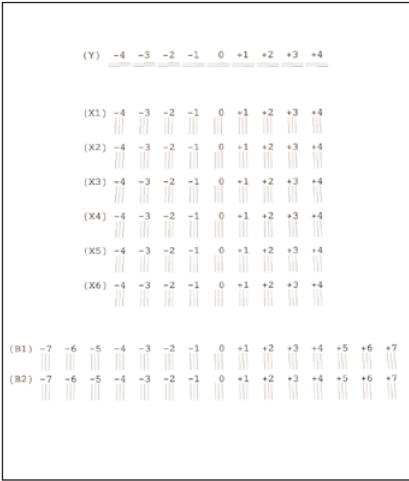 (Y) -4 -3 -2 -1 0 +1 +2 +3 +4
(X1) -4 -3 -2 -1 0 +1 +2 +3 +4
(X2) -4 -3 -2 -1 0 +1 +2 +3 +4
(X3) -4 -3 -2 -1 0 +1 +2 +3 +4
(X4) -4 -3 -2 -1 0 +1 +2 +3 +4
(X5) -4 -3 -2 -1 0 +1 +2 +3 +4
(X6) -4 -3 -2 -1 0 +1 +2 +3 +4
(B1) -7 -6 -5 -4 -3 -2 -1 0 +1 +2 +3 +4 +5 +6 +7
(B2) -7 -6 -5 -4 -3 -2 -1 0 +1 +2 +3 +4 +5 +6 +7